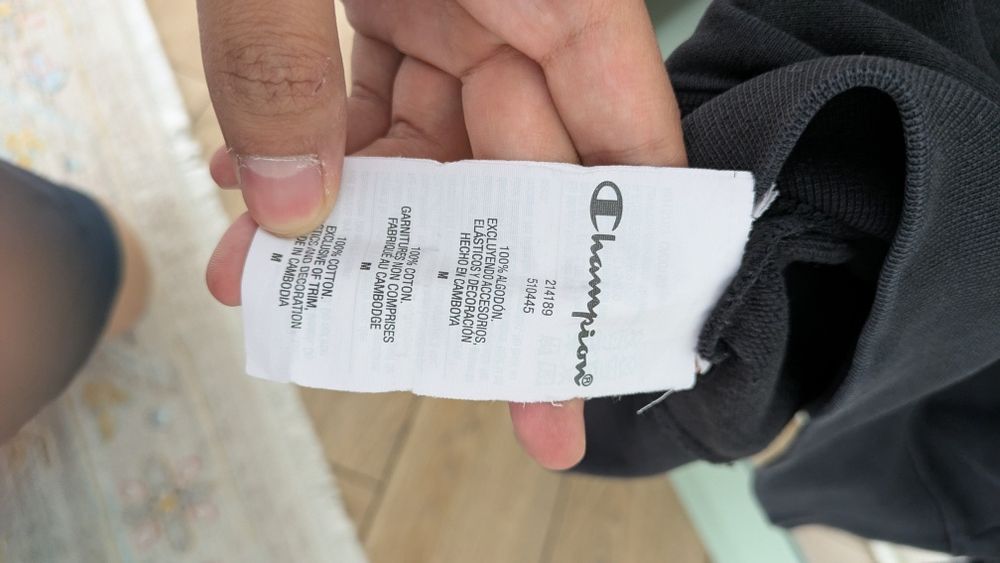 Champion®
214189
510445
100% ALGODÓN.
EXCLUYENDO ACCESORIOS,
ELÁSTICOS Y DECORACIÓN
HECHO EN CAMBOYA
M
100% COTON.
GARNITURES NON COMPRISES
FABRIQUÉ AU CAMBODGE
M
100% COTTON.
EXCLUSIVE OF TRIM,
AND DECORATION
IN CAMBODIA
M